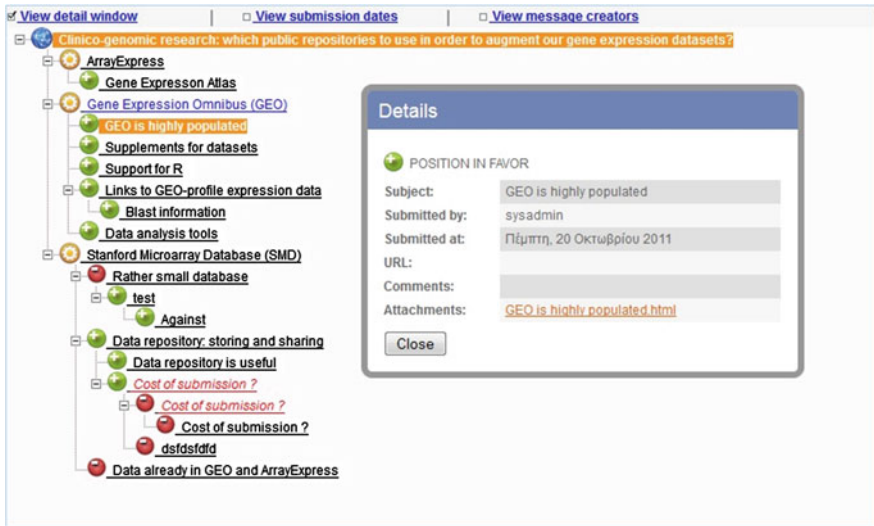 View detail window | View submission dates | View message creators
Clinico-genomic research: which public repositories to use in order to augment our gene expression datasets?
ArrayExpress
Gene Expresson Atlas
Gene Expression Omnibus (GEO)
GEO is highly populated
Supplements for datasets
Support for R
Links to GEO-profile expression data
Blast information
Data analysis tools
Stanford Microarray Database (SMD)
Rather small database
test
Against
Data repository: storing and sharing
Data repository is useful
Cost of submission ?
Cost of submission ?
Cost of submission ?
dsfdsfdfd
Data already in GEO and ArrayExpress
Details
POSITION IN FAVOR
Subject: GEO is highly populated
Submitted by: sysadmin
Submitted at: Πέμπτη, 20 Οκτωβρίου 2011
URL:
Comments:
Attachments: GEO is highly populated.html
Close